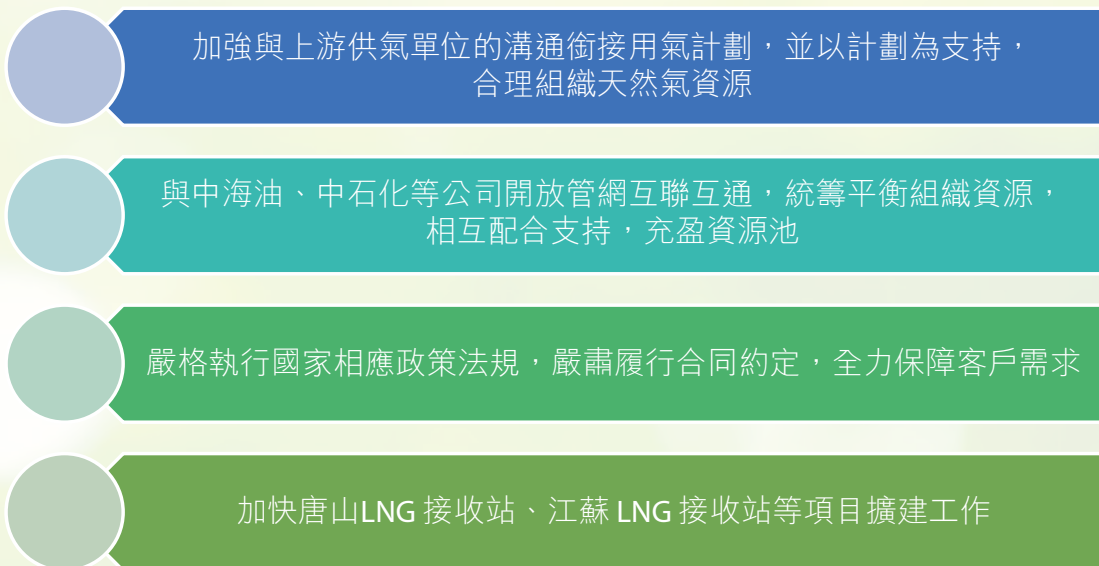 加強與上游供氣單位的溝通銜接用氣計劃，並以計劃為支持，
合理組織天然氣資源
與中海油、中石化等公司開放管網互聯互通，統籌平衡組織資源，
相互配合支持，充盈資源池
嚴格執行國家相應政策法規，嚴肅履行合同約定，全力保障客戶需求
加快唐山LNG 接收站、江蘇 LNG 接收站等項目擴建工作